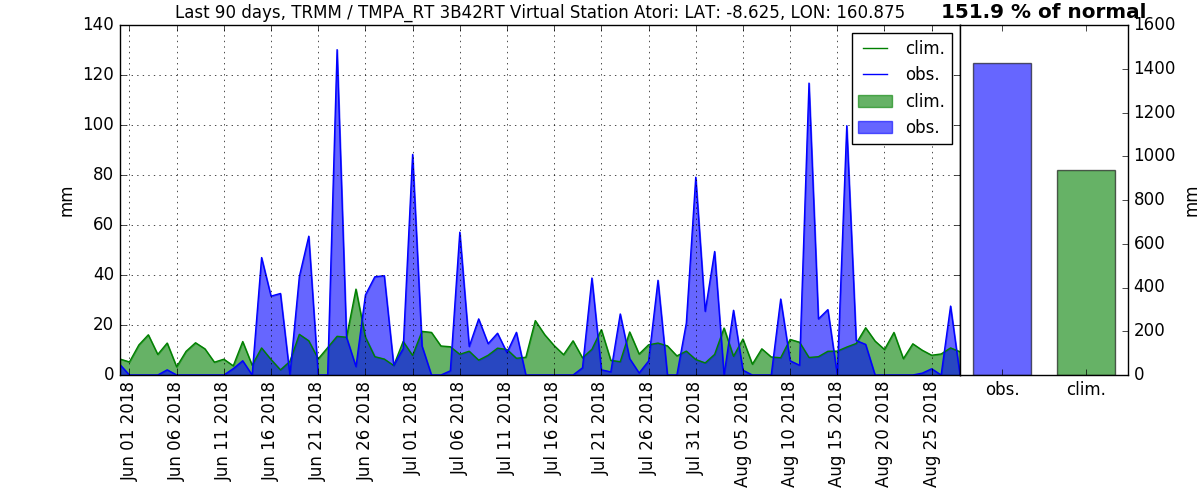 Last 90 days, TRMM / TMPA_RT 3B42RT Virtual Station Atori: LAT: -8.625, LON: 160.875
151.9 % of normal
140
120
100
80
60
40
20
0
mm
clim.
obs.
clim.
obs.
1600
1400
1200
1000
800
600
400
200
0
mm
Jun 01 2018
Jun 06 2018
Jun 11 2018
Jun 16 2018
Jun 21 2018
Jun 26 2018
Jul 01 2018
Jul 06 2018
Jul 11 2018
Jul 16 2018
Jul 21 2018
Jul 26 2018
Jul 31 2018
Aug 05 2018
Aug 10 2018
Aug 15 2018
Aug 20 2018
Aug 25 2018
obs.
clim.